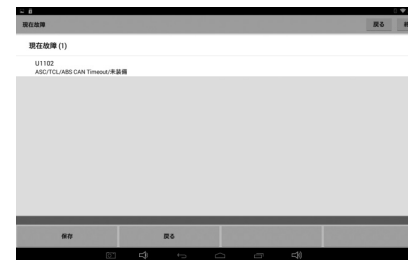 現在故障
戻る
現在故障 (1)
U1102
ASC/TCL/ABS CAN Timeout/未装備
保存
戻る